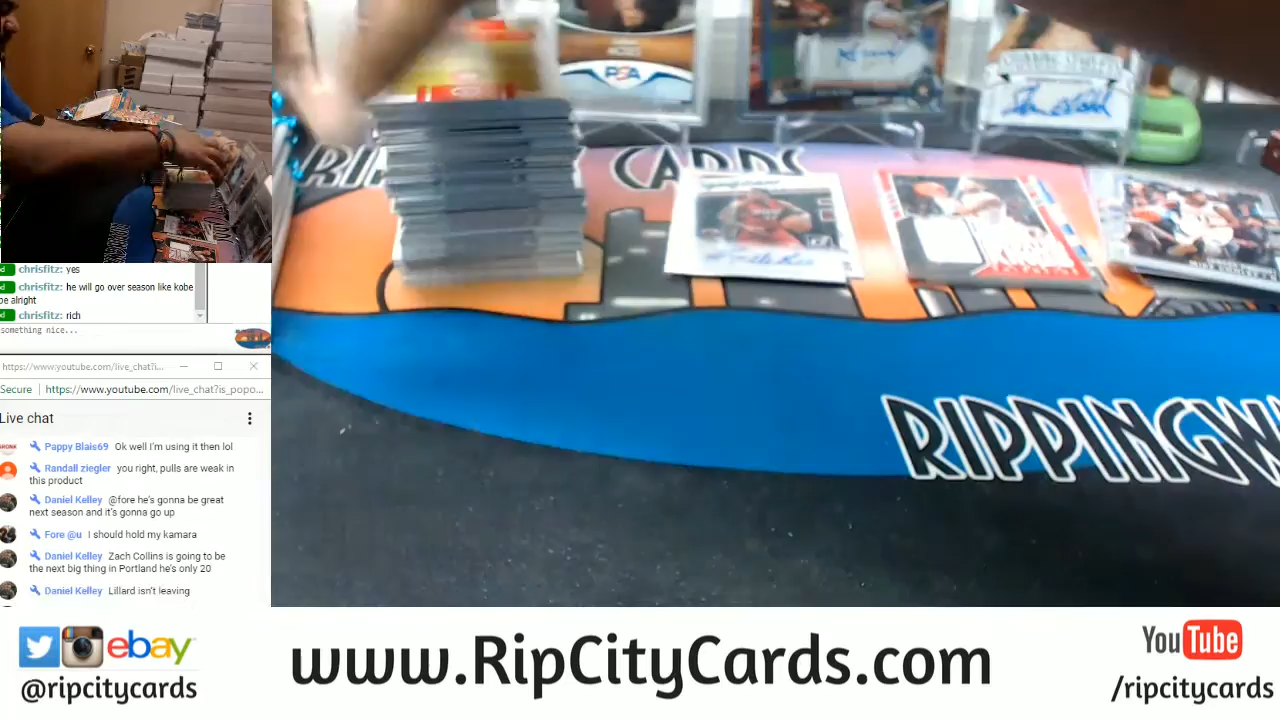 chrisfitz: yes
chrisfitz: he will go over season like kobe
be alright
chrisfitz: rich
something nice...
https://www.youtube.com/live_chat?i...
Secure https://www.youtube.com/live_chat?is_popo...
Live chat
Pappy Blais69 Ok well I'm using it then lol
Randall ziegler you right, pulls are weak in
this product
Daniel Kelley @fore he's gonna be great
next season and it's gonna go up
Fore @u I should hold my kamara
Daniel Kelley Zach Collins is going to be
the next big thing in Portland he's only 20
Daniel Kelley Lillard isn't leaving
PSA
CARDS
RIPPINGW
ebay
@ripcitycards
www.RipCityCards.com
YouTube
/ripcitycards